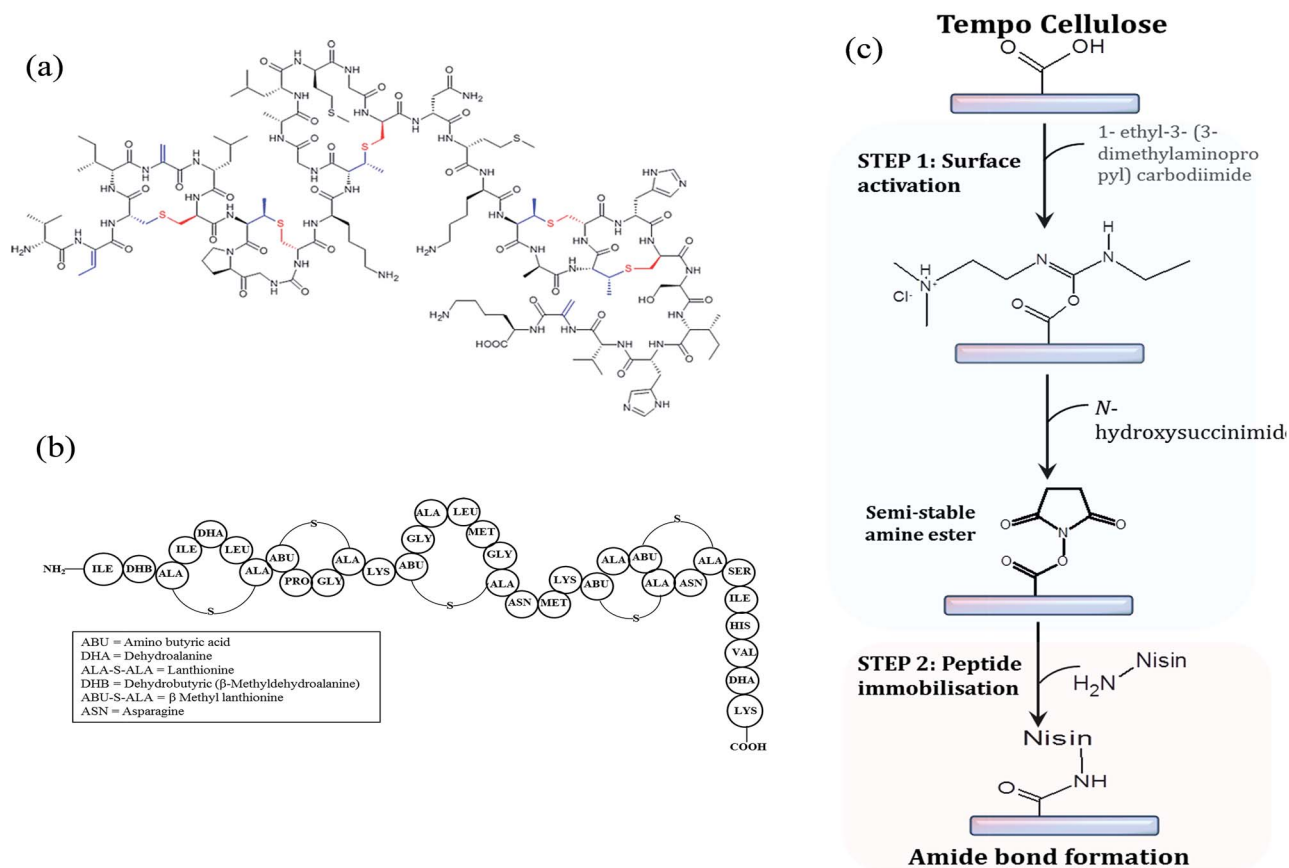 (a)
NH₂
H₂N
NH₂
H₂N
HO
H₂N
HOOC
(b)
NH₂
ILE
DHB
ALA
ILE
DHA
LEU
ALA
S
ABU
PRO
GLY
ALA
S
LYS
ABU
GLY
ALA
LEU
MET
GLY
ALA
S
ASN
MET
LYS
ABU
ALA
ABU
ALA
S
ASN
ALA
S
SER
ILE
HIS
VAL
DHA
LYS
COOH
ABU = Amino butyric acid
DHA = Dehydroalanine
ALA-S-ALA = Lanthionine
DHB = Dehydrobutyric (β-Methyldehydroalanine)
ABU-S-ALA = β Methyl lanthionine
ASN = Asparagine
(c)
Tempo Cellulose
O
OH
STEP 1: Surface
activation
1- ethyl-3- (3-
dimethylaminopro
pyl) carbodiimide
H
N⁺
Cl⁻
N
H
N
O
O
N-
hydroxysuccinimid
Semi-stable
amine ester
O
N
O
O
O
STEP 2: Peptide
immobilisation
H₂N
Nisin
Nisin
O
NH
Amide bond formation